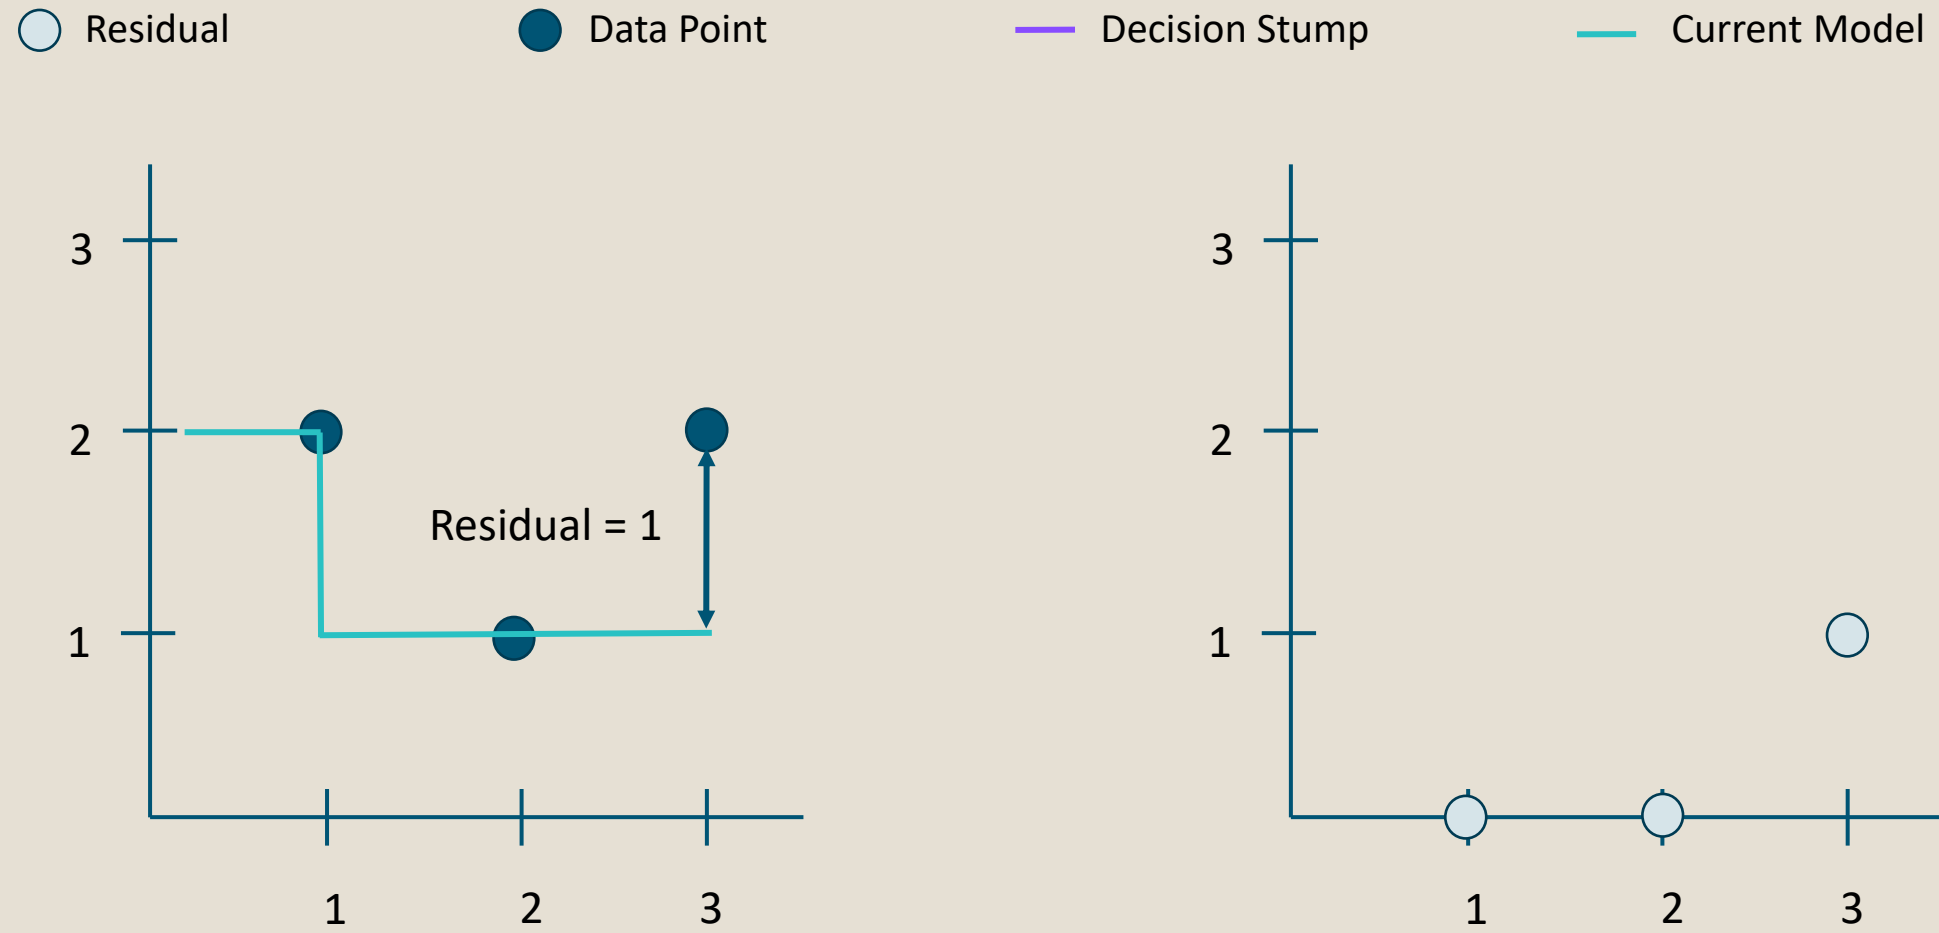 Residual
Data Point
Decision Stump
Current Model
3
2
Residual = 1
1
1 2 3
3
2
1
1 2 3